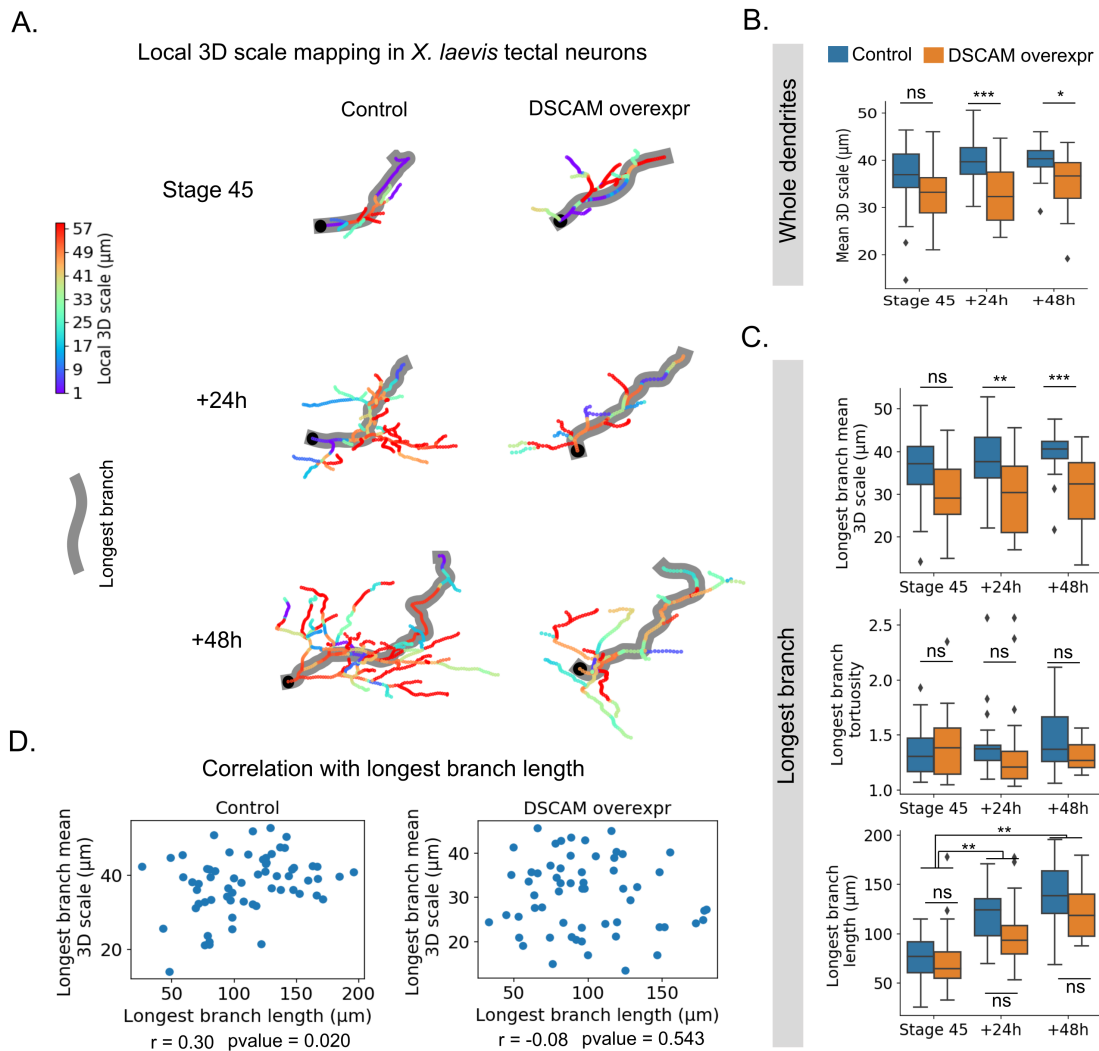 A.
Local 3D scale mapping in X. laevis tectal neurons
Control
DSCAM overexpr
Stage 45
+24h
+48h
57
49
41
33
25
17
9
1
Local 3D scale (μm)
Longest branch
B.
Control
DSCAM overexpr
Whole dendrites
Mean 3D scale (μm)
50
40
30
20
ns
***
*
Stage 45
+24h
+48h
C.
Longest branch
Longest branch mean
3D scale (μm)
50
40
30
20
ns
**
***
Stage 45
+24h
+48h
Longest branch
tortuosity
2.5
2.0
1.5
1.0
ns
ns
ns
Stage 45
+24h
+48h
Longest branch
length (μm)
200
150
100
50
**
**
ns
ns
ns
Stage 45
+24h
+48h
D.
Correlation with longest branch length
Control
Longest branch mean
3D scale (μm)
40
20
50
100
150
200
Longest branch length (μm)
r = 0.30 pvalue = 0.020
DSCAM overexpr
Longest branch mean
3D scale (μm)
40
30
20
50
100
150
Longest branch length (μm)
r = -0.08 pvalue = 0.543